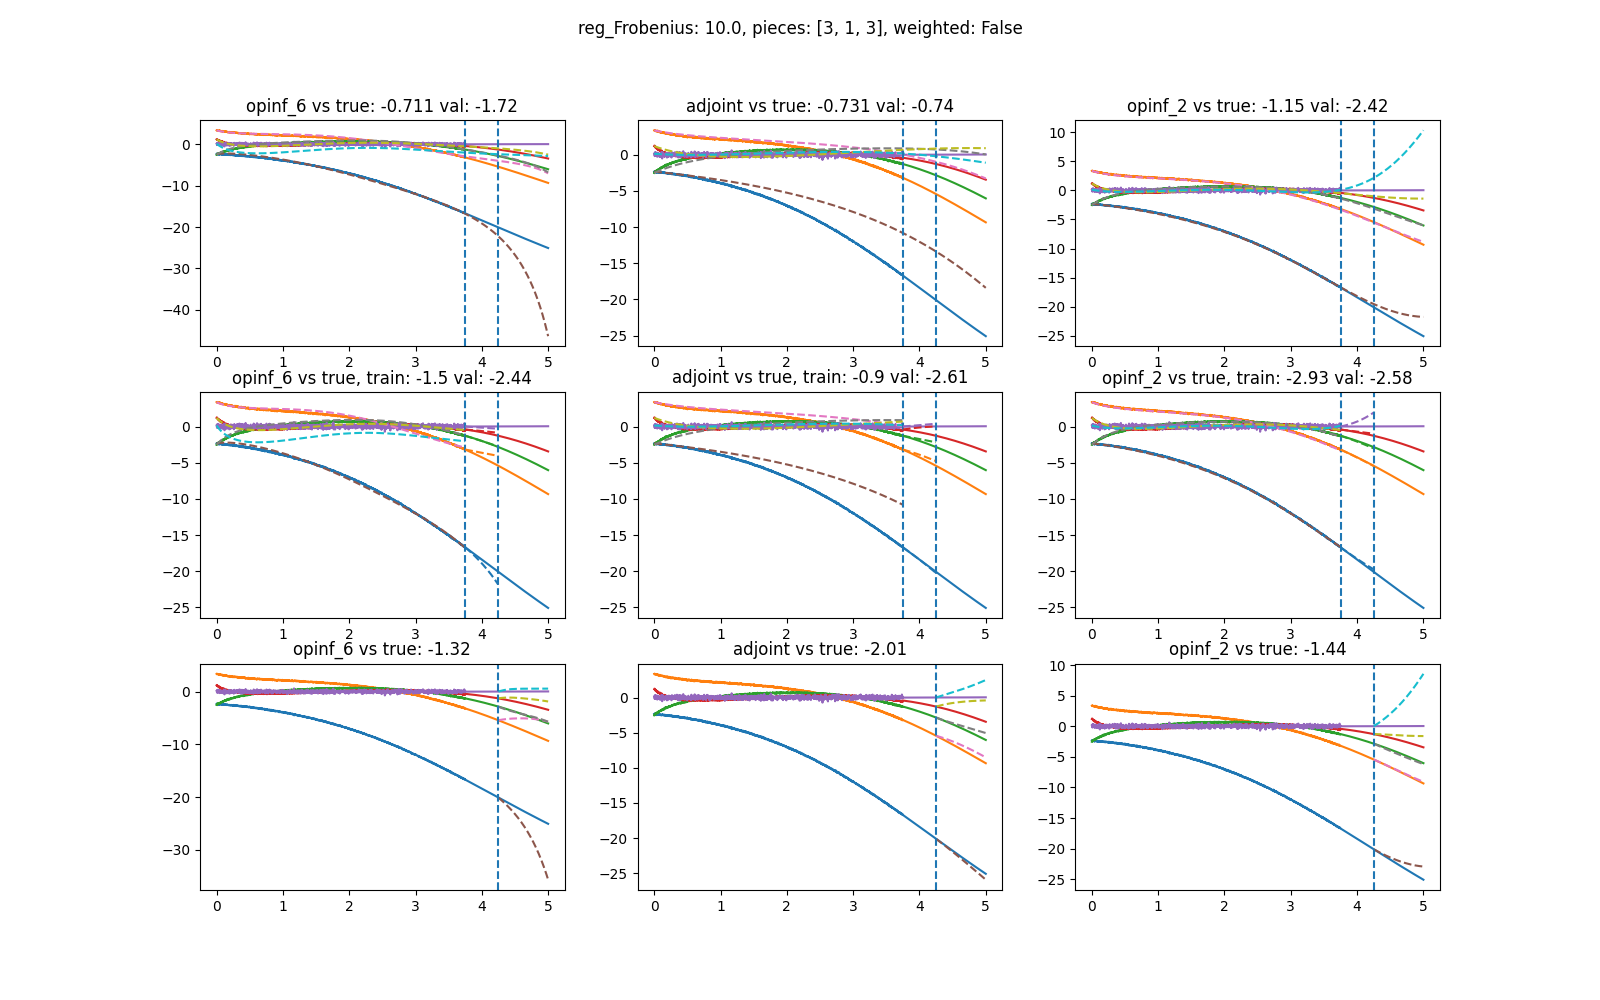 reg_Frobenius: 10.0, pieces: [3, 1, 3], weighted: False
opinf_6 vs true: -0.711 val: -1.72
adjoint vs true: -0.731 val: -0.74
opinf_2 vs true: -1.15 val: -2.42
0
−10
−20
−30
−40
0 1 2 3 4 5
0
−5
−10
−15
−20
−25
0 1 2 3 4 5
10
5
0
−5
−10
−15
−20
−25
0 1 2 3 4 5
opinf_6 vs true, train: -1.5 val: -2.44
adjoint vs true, train: -0.9 val: -2.61
opinf_2 vs true, train: -2.93 val: -2.58
0
−5
−10
−15
−20
−25
0 1 2 3 4 5
0
−5
−10
−15
−20
−25
0 1 2 3 4 5
0
−5
−10
−15
−20
−25
0 1 2 3 4 5
opinf_6 vs true: -1.32
adjoint vs true: -2.01
opinf_2 vs true: -1.44
0
−10
−20
−30
0 1 2 3 4 5
0
−5
−10
−15
−20
−25
0 1 2 3 4 5
10
5
0
−5
−10
−15
−20
−25
0 1 2 3 4 5